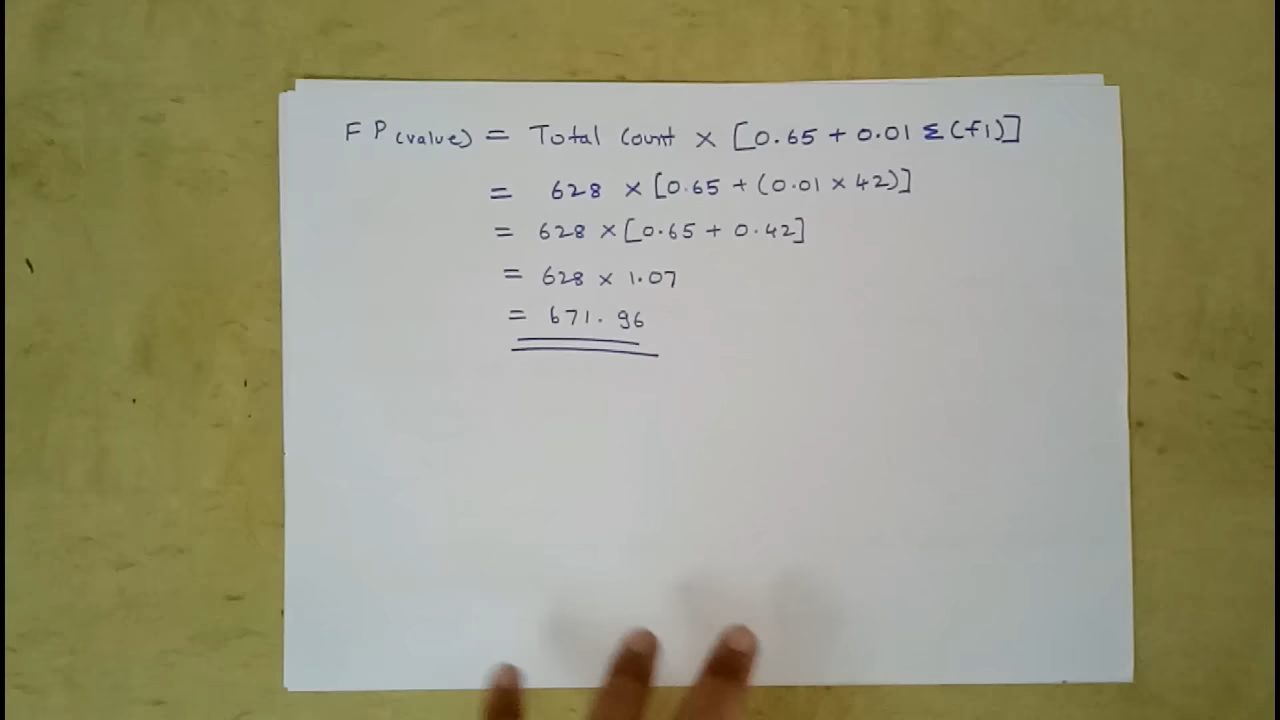 FP(value) = Total Count × [0.65 + 0.01 Σ(fi)]
= 628 × [0.65 + (0.01 × 42)]
= 628 × [0.65 + 0.42]
= 628 × 1.07
= 671.96